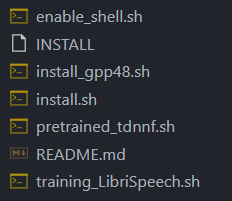 enable_shell.sh
INSTALL
install_gpp48.sh
install.sh
pretrained_tdnnf.sh
README.md
training_LibriSpeech.sh